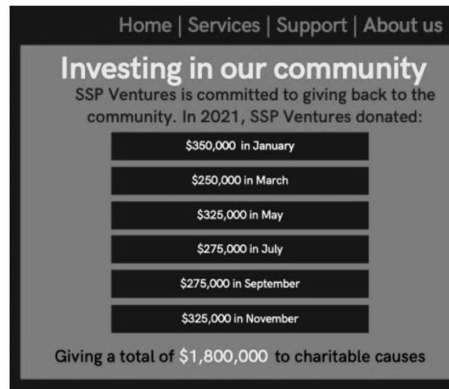 Home | Services | Support | About us
Investing in our community
SSP Ventures is committed to giving back to the
community. In 2021, SSP Ventures donated:
$350,000 in January
$250,000 in March
$325,000 in May
$275,000 in July
$275,000 in September
$325,000 in November
Giving a total of $1,800,000 to charitable causes